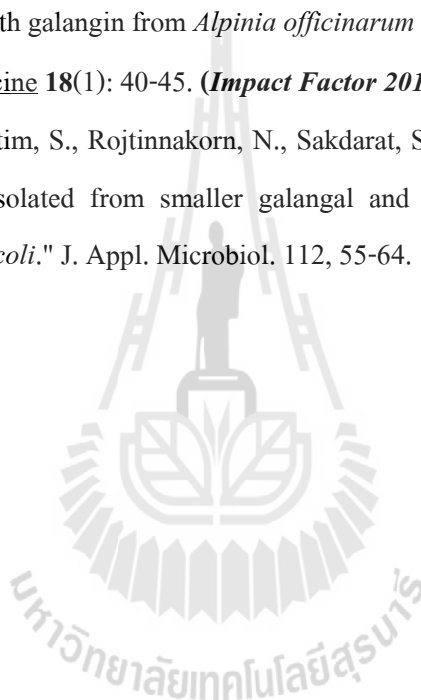 th galangin from Alpinia officinarum
cine 18(1): 40-45. (Impact Factor 201
tim, S., Rojtinnakorn, N., Sakdarat, S
solated from smaller galangal and
coli." J. Appl. Microbiol. 112, 55-64.
มหาวิทยาลัยเทคโนโลยีสุรนารี